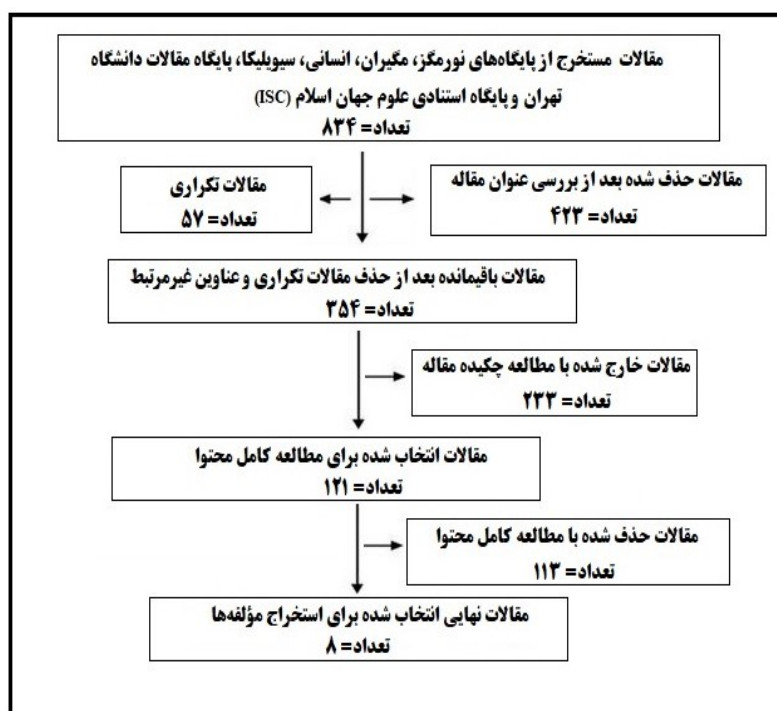 مقالات مستخرج از پایگاه‌های نورمگز، مگیران، انسانی، سیویلیکا، پایگاه مقالات دانشگاه
تهران و پایگاه استنادی علوم جهان اسلام (ISC)
تعداد= ۸۳۴
مقالات حذف شده بعد از بررسی عنوان مقاله
تعداد= ۴۲۳
مقالات تکراری
تعداد= ۵۷
مقالات باقیمانده بعد از حذف مقالات تکراری و عناوین غیرمرتبط
تعداد= ۳۵۴
مقالات خارج شده با مطالعه چکیده مقاله
تعداد= ۲۳۳
مقالات انتخاب شده برای مطالعه کامل محتوا
تعداد= ۱۲۱
مقالات حذف شده با مطالعه کامل محتوا
تعداد= ۱۱۳
مقالات نهایی انتخاب شده برای استخراج مؤلفه‌ها
تعداد= ۸